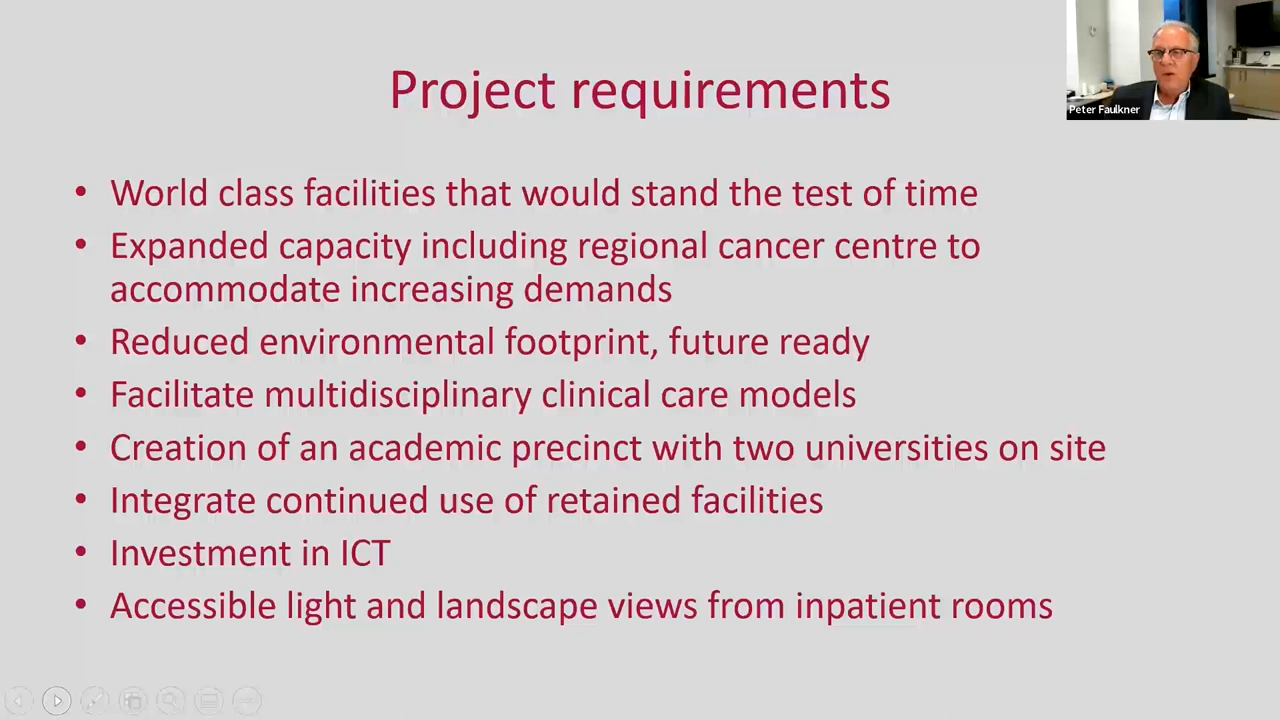 Project requirements
Peter Faulkner
• World class facilities that would stand the test of time
• Expanded capacity including regional cancer centre to
accommodate increasing demands
• Reduced environmental footprint, future ready
• Facilitate multidisciplinary clinical care models
• Creation of an academic precinct with two universities on site
• Integrate continued use of retained facilities
• Investment in ICT
• Accessible light and landscape views from inpatient rooms